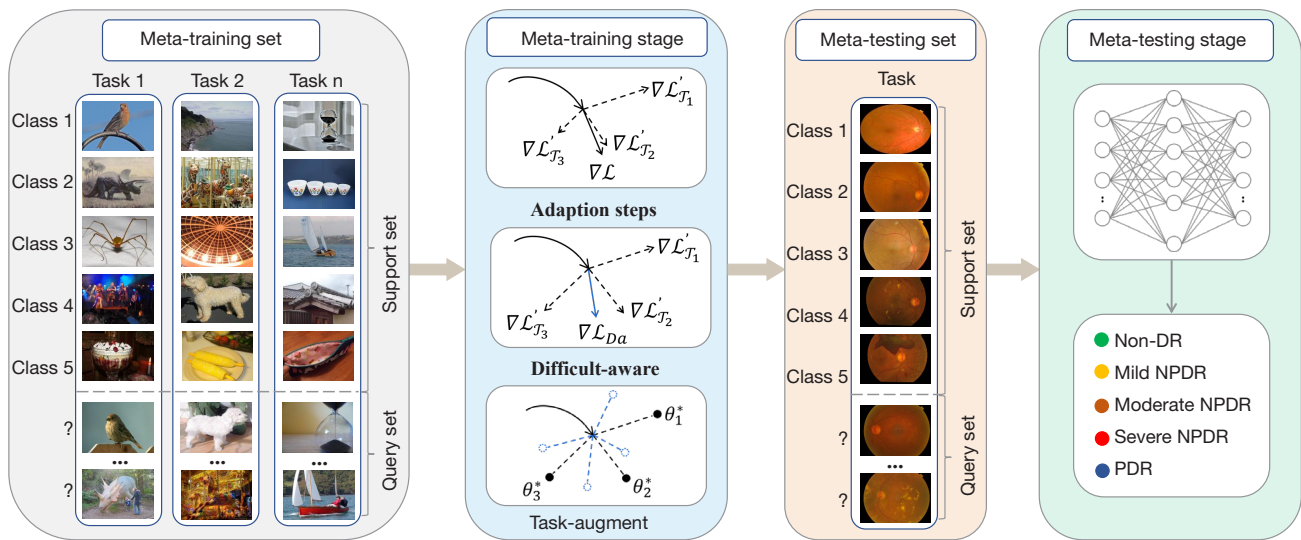 Meta-training set
Task 1
Task 2
Task n
Class 1
Class 2
Class 3
Class 4
Class 5
?
...
...
...
?
Support set
Query set
Meta-training stage
∇ℒ'𝒯₁
∇ℒ'𝒯₃
∇ℒ'𝒯₂
∇ℒ
Adaption steps
∇ℒ'𝒯₁
∇ℒ'𝒯₃
∇ℒ'𝒯₂
∇ℒDa
Difficult-aware
θ₁*
θ₃*
θ₂*
Task-augment
Meta-testing set
Task
Class 1
Class 2
Class 3
Class 4
Class 5
?
...
?
Support set
Query set
Meta-testing stage
Non-DR
Mild NPDR
Moderate NPDR
Severe NPDR
PDR